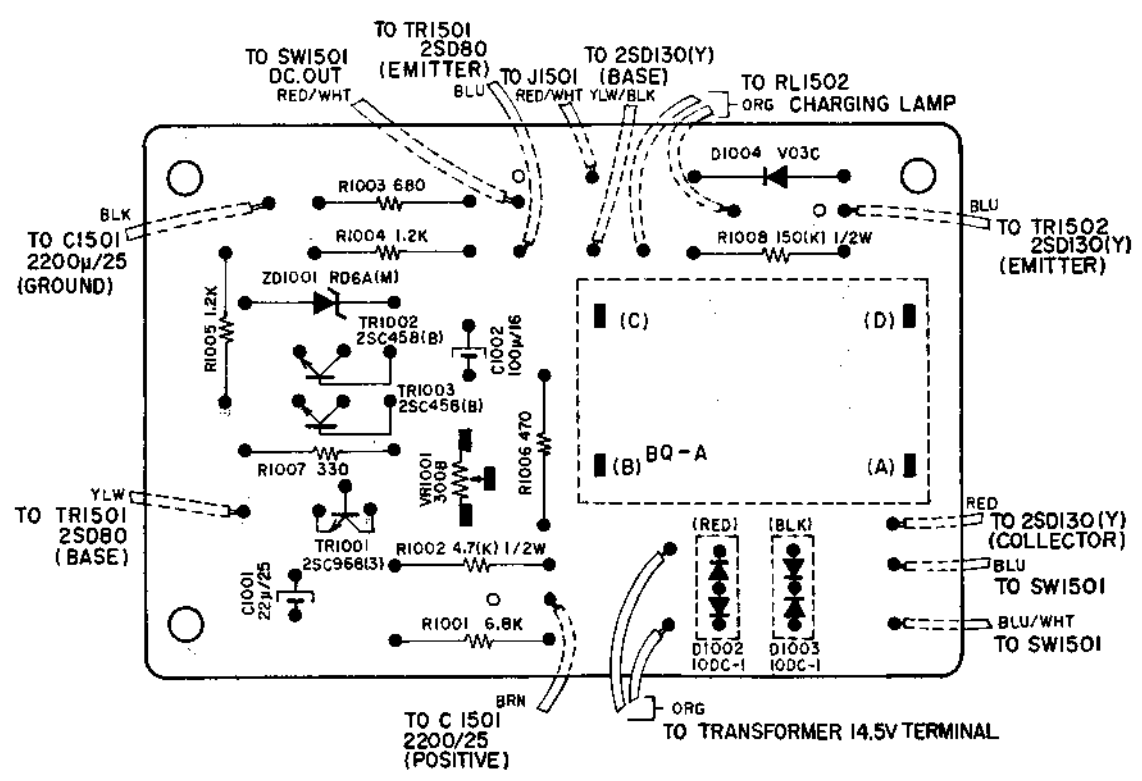 TO TR1501
2SD80
(EMITTER)
BLU
TO SW1501
DC.OUT
RED/WHT
TO J1501
RED/WHT
TO 2SD130(Y)
(BASE)
YLW/BLK
TO RL1502
ORG CHARGING LAMP
D1004 V03C
R1003 680
BLK
TO C1501
2200μ/25
(GROUND)
R1004 1.2K
R1008 150(K) 1/2W
BLU
TO TR1502
2SD130(Y)
(EMITTER)
ZD1001 RD6A(M)
R1005 1.2K
TR1002
2SC458(B)
C1002
100μ/16
(C)
(D)
TR1003
2SC458(B)
R1007 330
VR1001
300B
R1006 470
(B) BQ-A
(A)
YLW
TO TR1501
2SD80
(BASE)
TR1001
2SC968(3)
R1002 4.7(K) 1/2W
(RED)
(BLK)
RED
TO 2SD130(Y)
(COLLECTOR)
BLU
TO SW1501
C1001
22μ/25
R1001 6.8K
BLU/WHT
TO SW1501
D1002
10DC-1
D1003
10DC-1
BRN
TO C 1501
2200/25
(POSITIVE)
ORG
TO TRANSFORMER 14.5V TERMINAL